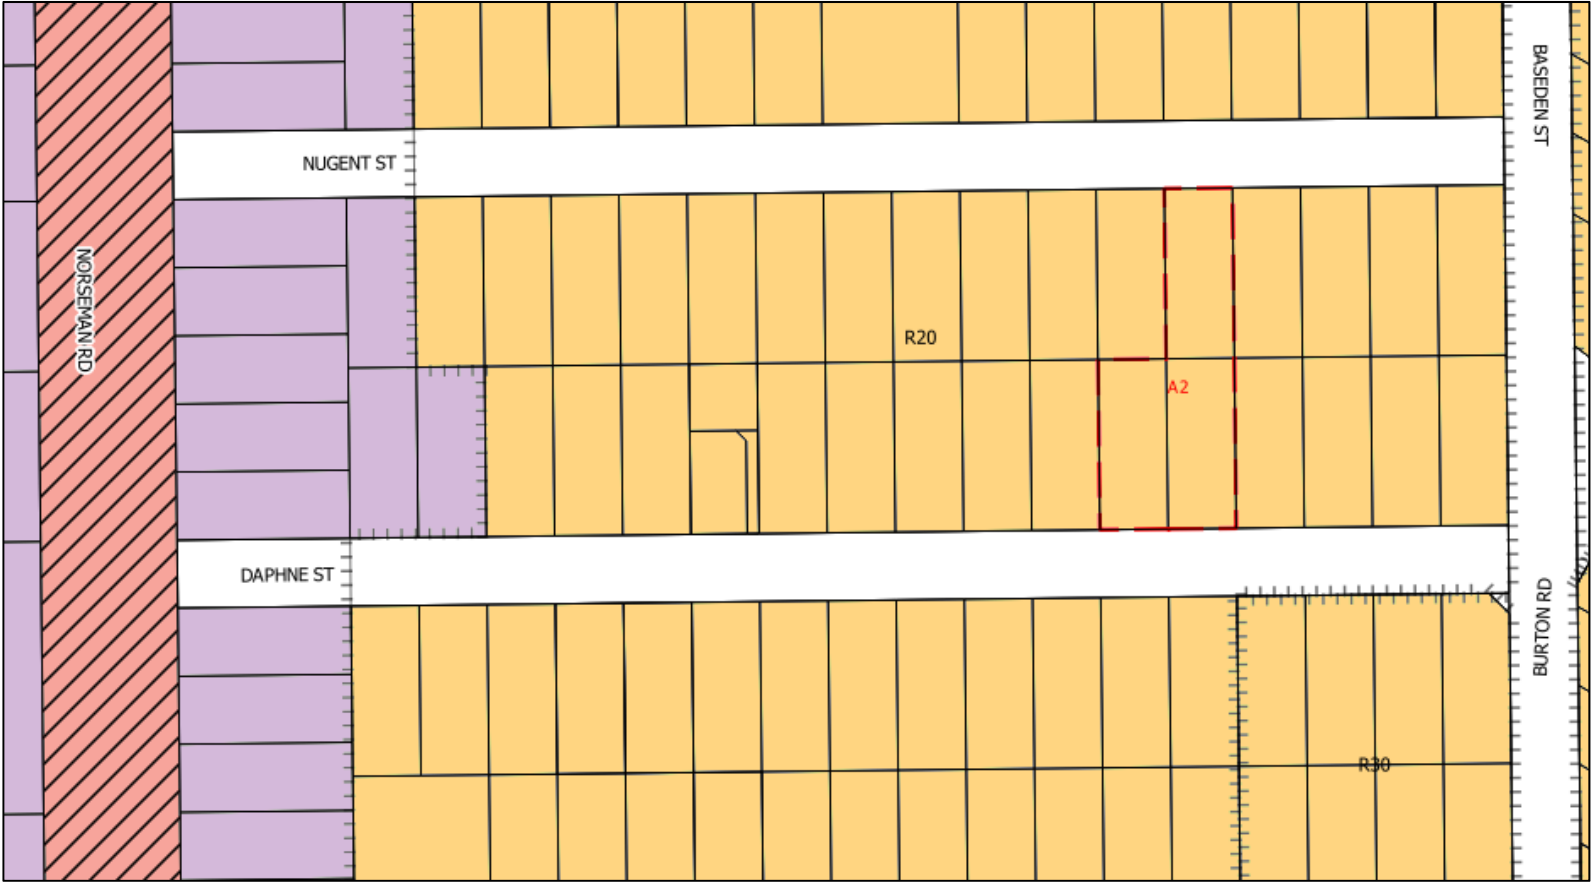 BASEDEN ST
NUGENT ST
NORSEMAN RD
R20
A2
DAPHNE ST
BURTON RD
R30